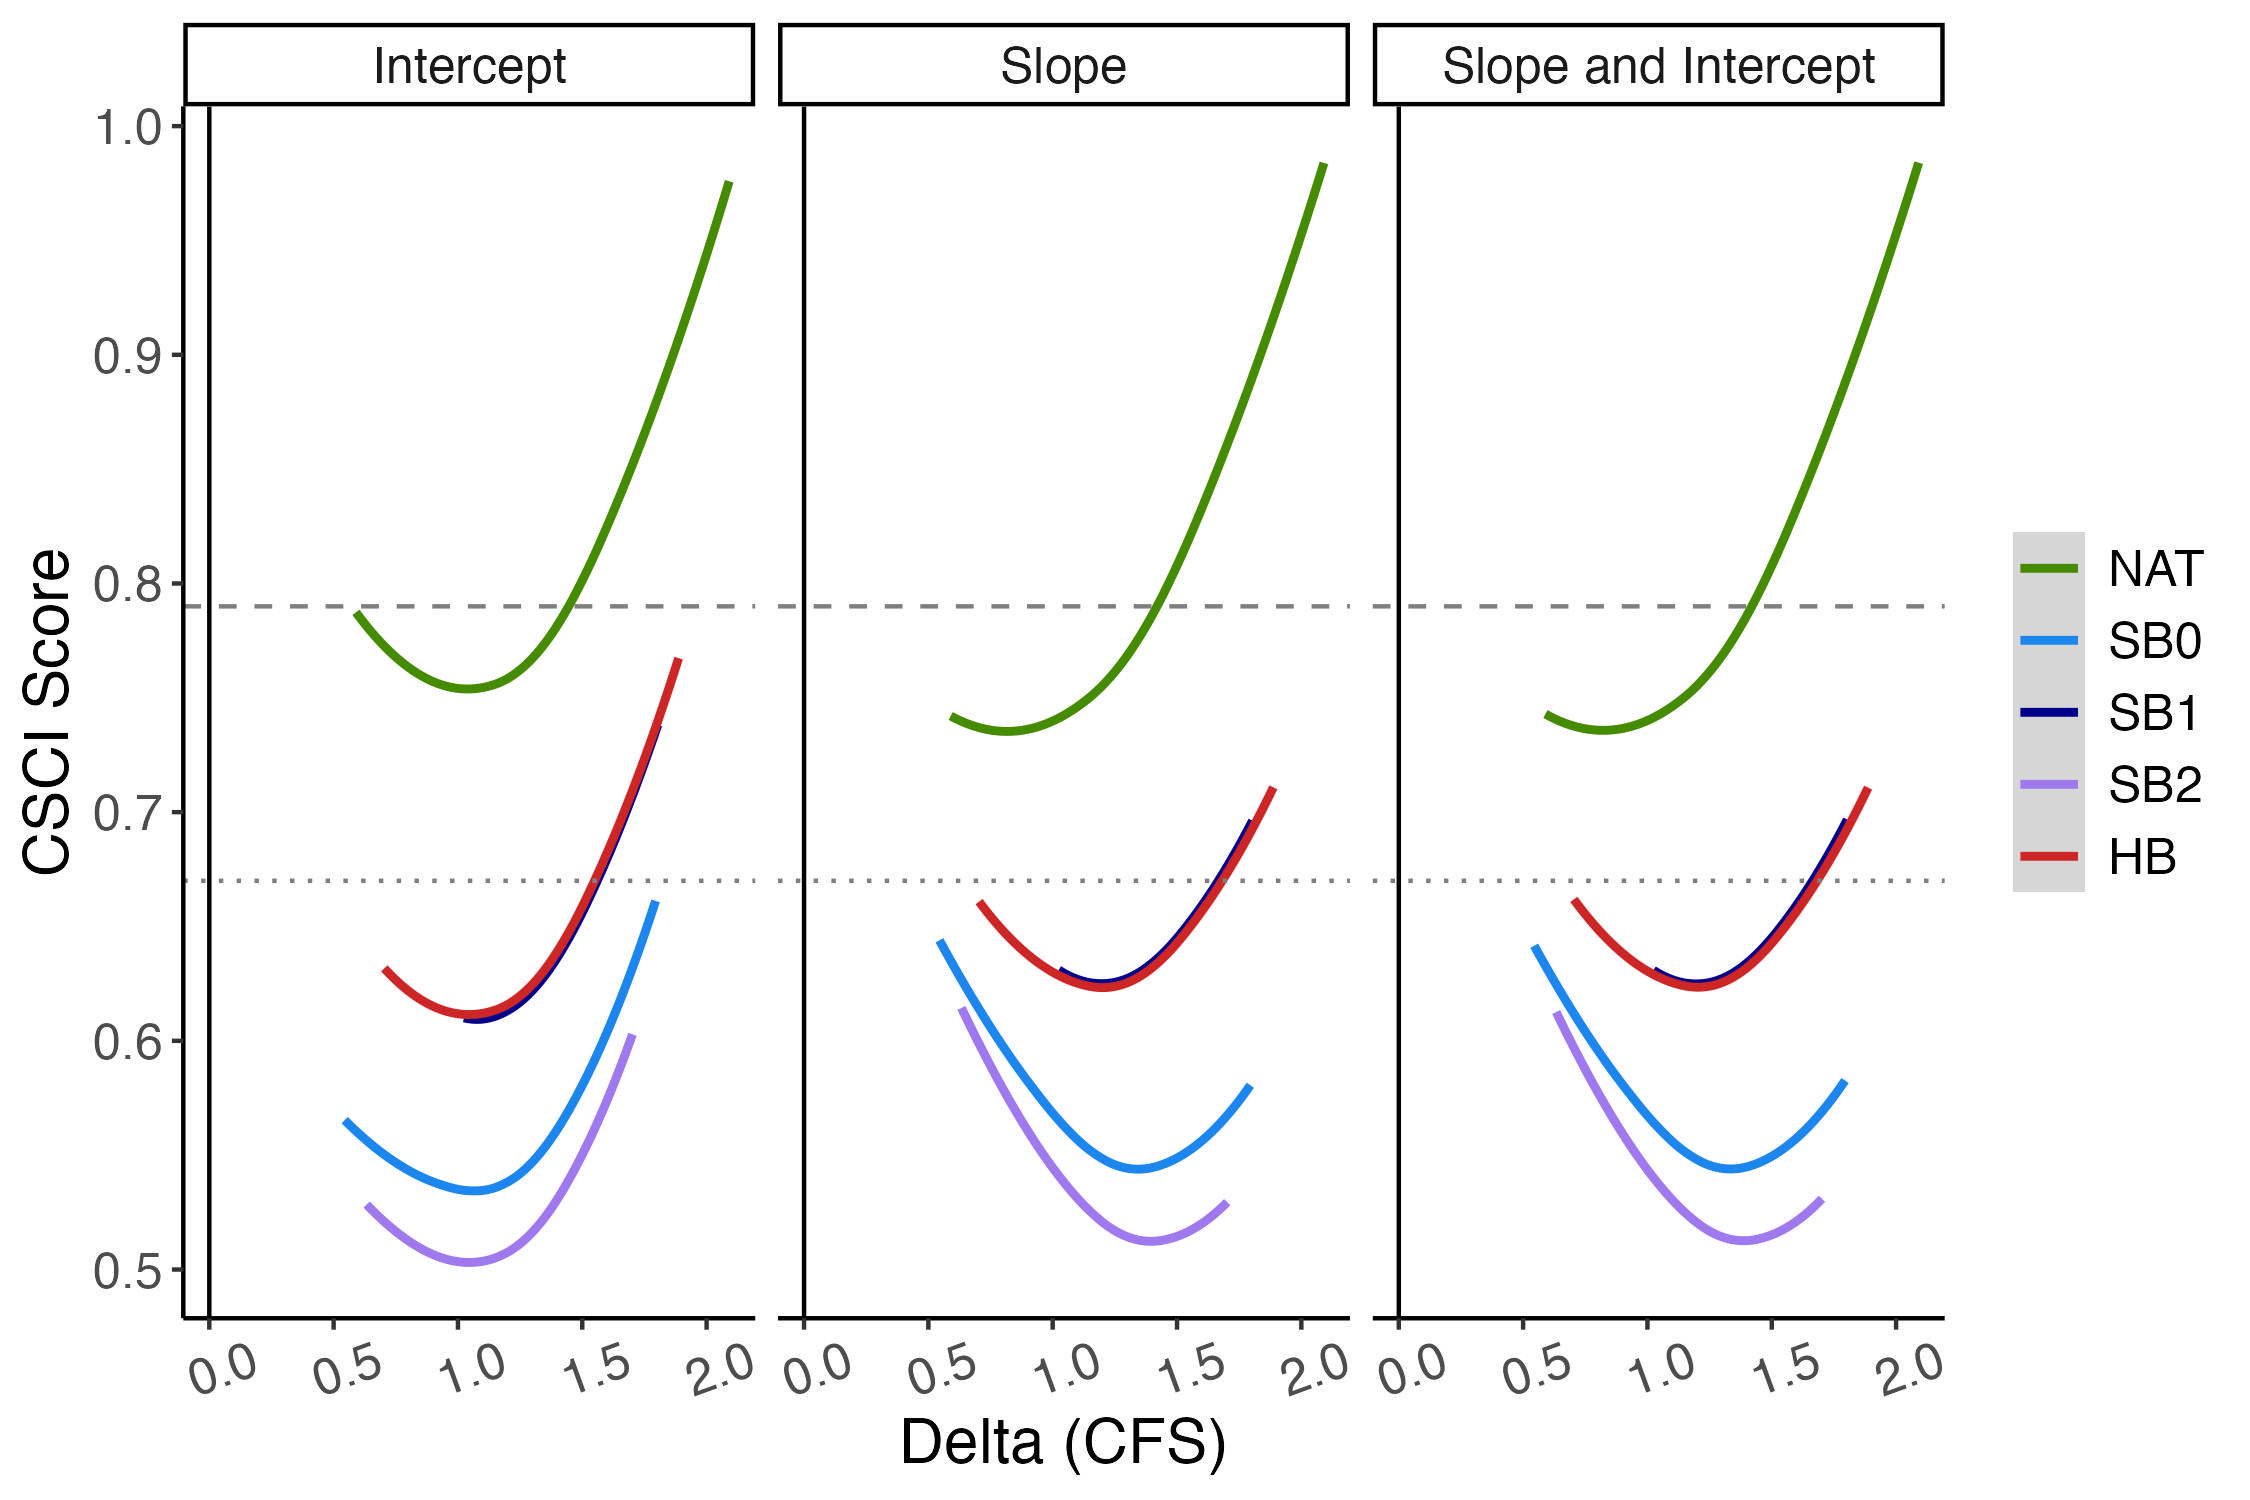 Intercept
Slope
Slope and Intercept
CSCI Score
1.0
0.9
0.8
0.7
0.6
0.5
0.0 0.5 1.0 1.5 2.0
0.0 0.5 1.0 1.5 2.0
0.0 0.5 1.0 1.5 2.0
Delta (CFS)
NAT
SB0
SB1
SB2
HB